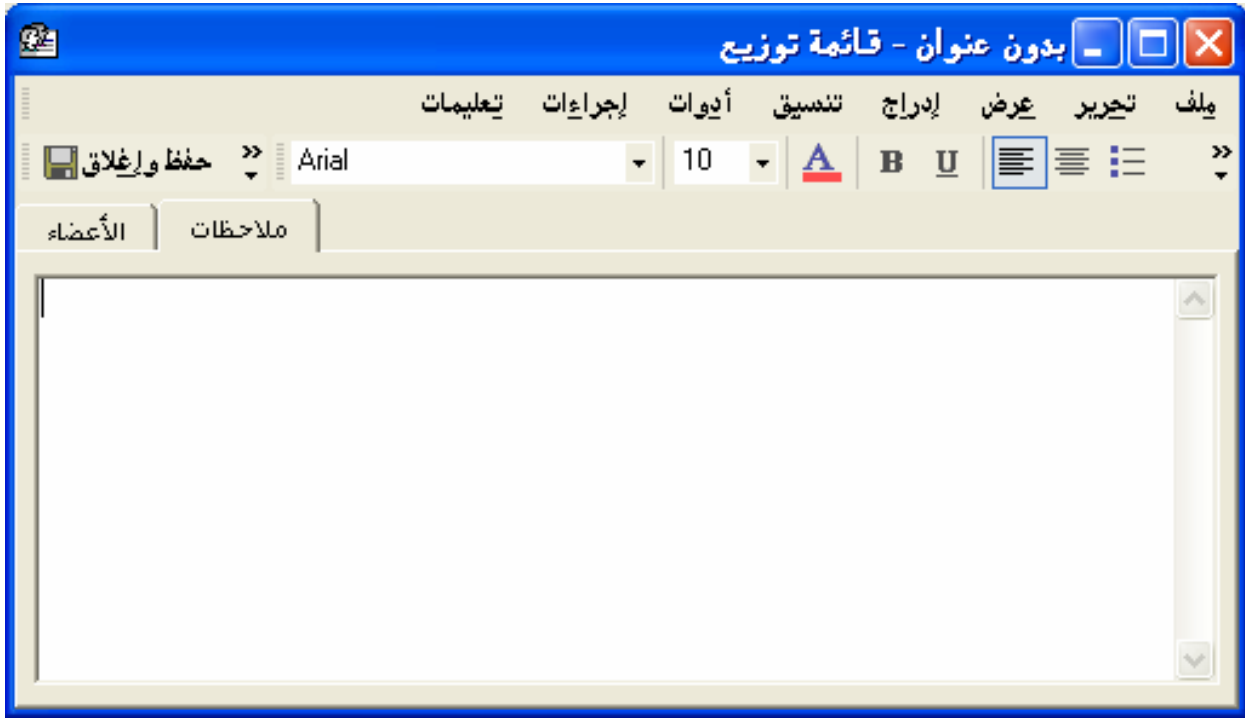 بدون عنوان - قائمة توزيع
ملف تحرير عرض إدراج تنسيق أدوات إجراءات تعليمات
حفظ وإغلاق Arial 10 A B U
الأعضاء ملاحظات